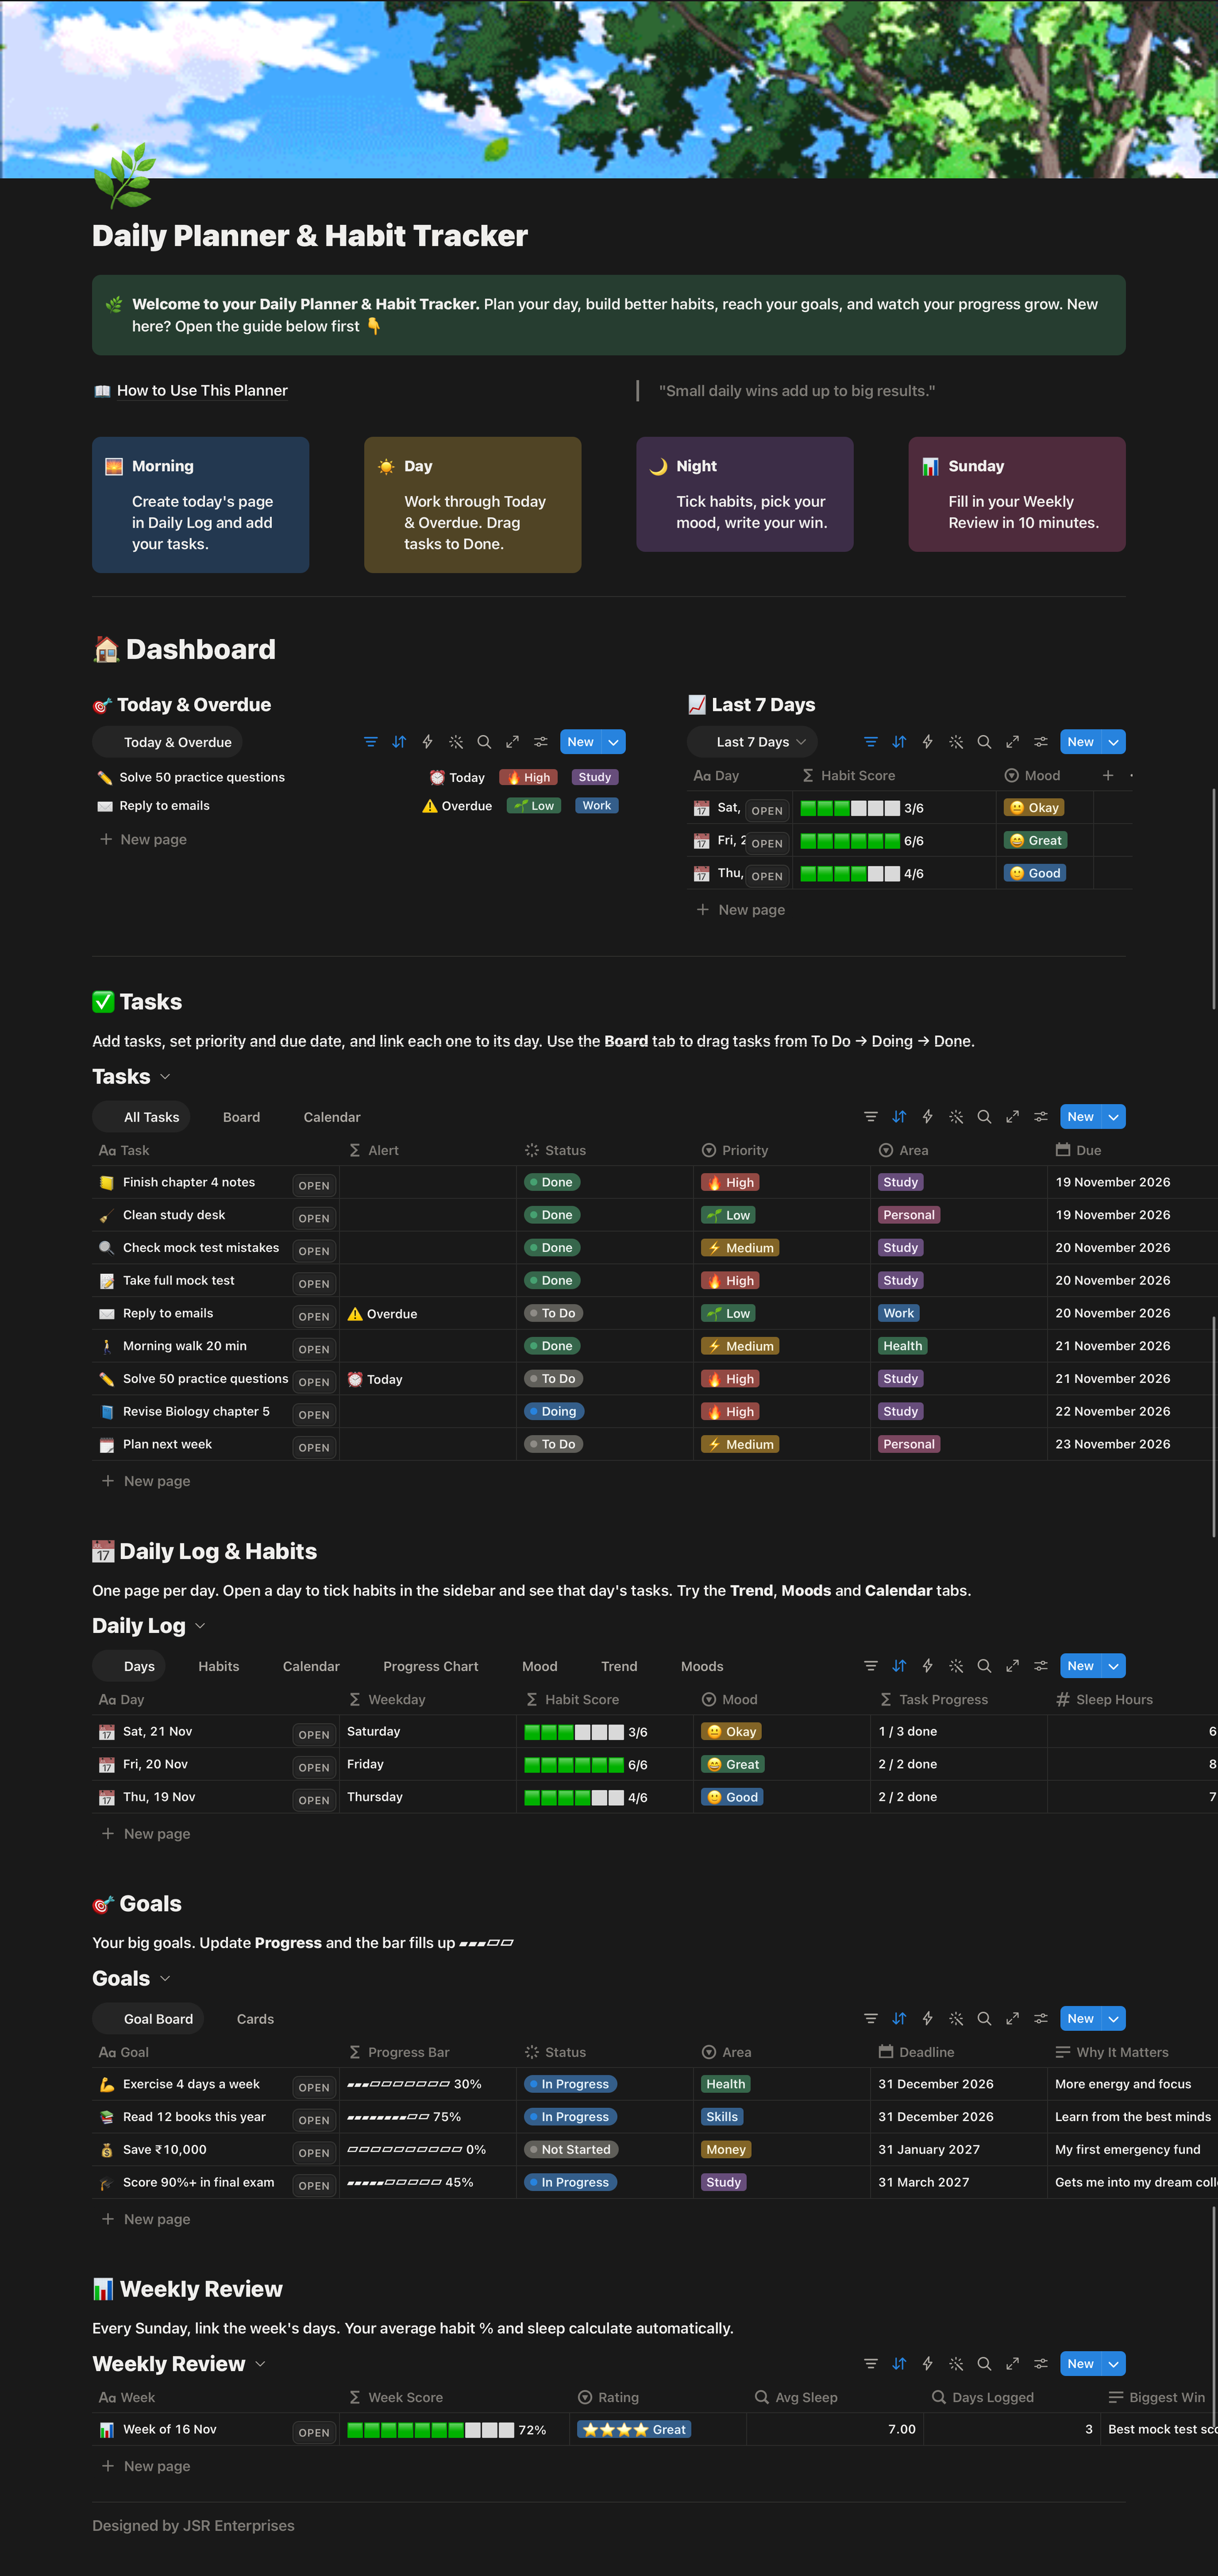 Daily Planner & Habit Tracker
Welcome to your Daily Planner & Habit Tracker. Plan your day, build better habits, reach your goals, and watch your progress grow. New
here? Open the guide below first 👇
How to Use This Planner
"Small daily wins add up to big results."
Morning
Create today's page
in Daily Log and add
your tasks.
Day
Work through Today
& Overdue. Drag
tasks to Done.
Night
Tick habits, pick your
mood, write your win.
Sunday
Fill in your Weekly
Review in 10 minutes.
Dashboard
Today & Overdue
Today & Overdue New
Solve 50 practice questions Today High Study
Reply to emails Overdue Low Work
New page
Last 7 Days
Last 7 Days New
Aa Day Habit Score Mood
Sat, OPEN 3/6 Okay
Fri, 2 OPEN 6/6 Great
Thu, OPEN 4/6 Good
New page
Tasks
Add tasks, set priority and due date, and link each one to its day. Use the Board tab to drag tasks from To Do → Doing → Done.
Tasks
All Tasks Board Calendar New
Aa Task Alert Status Priority Area Due
Finish chapter 4 notes OPEN Done High Study 19 November 2026
Clean study desk OPEN Done Low Personal 19 November 2026
Check mock test mistakes OPEN Done Medium Study 20 November 2026
Take full mock test OPEN Done High Study 20 November 2026
Reply to emails OPEN Overdue To Do Low Work 20 November 2026
Morning walk 20 min OPEN Done Medium Health 21 November 2026
Solve 50 practice questions OPEN Today To Do High Study 21 November 2026
Revise Biology chapter 5 OPEN Doing High Study 22 November 2026
Plan next week OPEN To Do Medium Personal 23 November 2026
New page
17 Daily Log & Habits
One page per day. Open a day to tick habits in the sidebar and see that day's tasks. Try the Trend, Moods and Calendar tabs.
Daily Log
Days Habits Calendar Progress Chart Mood Trend Moods New
Aa Day Weekday Habit Score Mood Task Progress Sleep Hours
Sat, 21 Nov OPEN Saturday 3/6 Okay 1 / 3 done 6
Fri, 20 Nov OPEN Friday 6/6 Great 2 / 2 done 8
Thu, 19 Nov OPEN Thursday 4/6 Good 2 / 2 done 7
New page
Goals
Your big goals. Update Progress and the bar fills up ▰▰▰▱▱
Goals
Goal Board Cards New
Aa Goal Progress Bar Status Area Deadline Why It Matters
Exercise 4 days a week OPEN 30% In Progress Health 31 December 2026 More energy and focus
Read 12 books this year OPEN 75% In Progress Skills 31 December 2026 Learn from the best minds
Save ₹10,000 OPEN 0% Not Started Money 31 January 2027 My first emergency fund
Score 90%+ in final exam OPEN 45% In Progress Study 31 March 2027 Gets me into my dream coll
New page
Weekly Review
Every Sunday, link the week's days. Your average habit % and sleep calculate automatically.
Weekly Review New
Aa Week Week Score Rating Avg Sleep Days Logged Biggest Win
Week of 16 Nov OPEN 72% Great 7.00 3 Best mock test sco
New page
Designed by JSR Enterprises